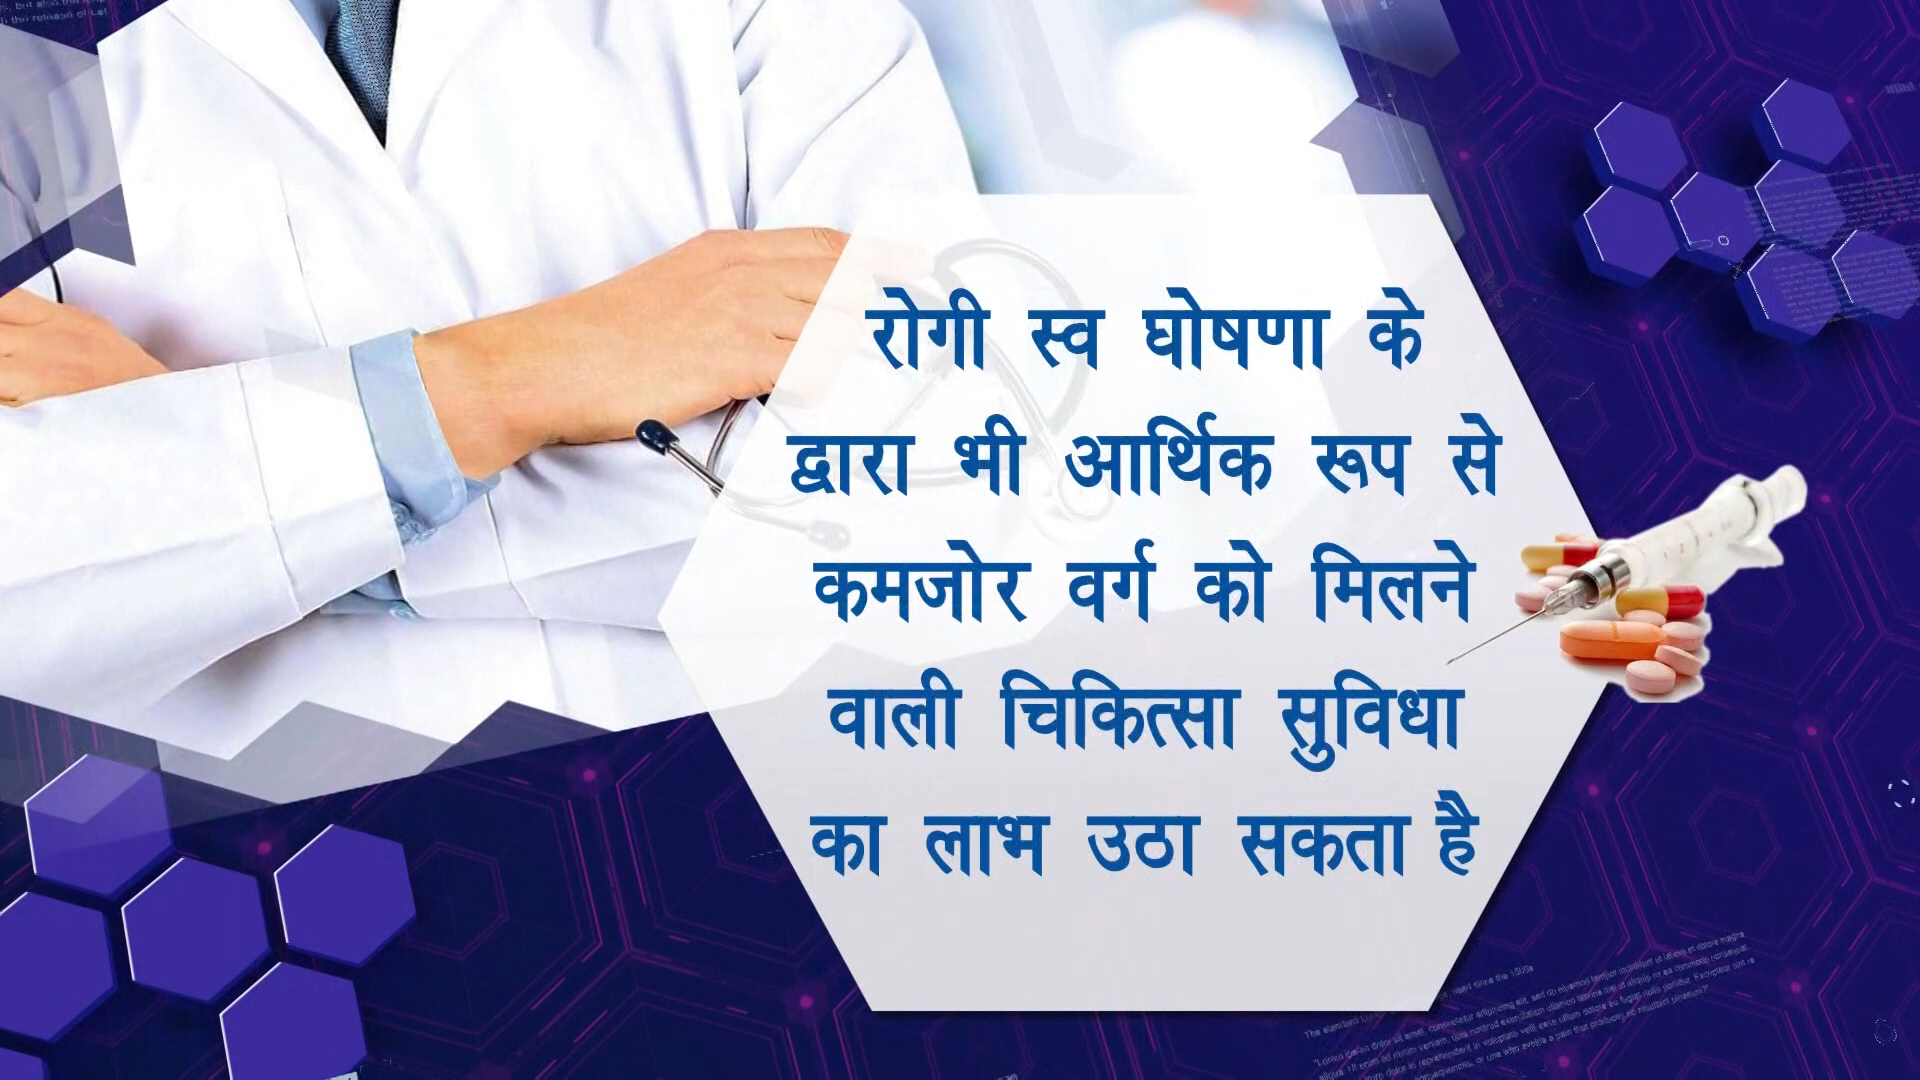 रोगी स्व घोषणा के
द्वारा भी आर्थिक रूप से
कमजोर वर्ग को मिलने
वाली चिकित्सा सुविधा
का लाभ उठा सकता है